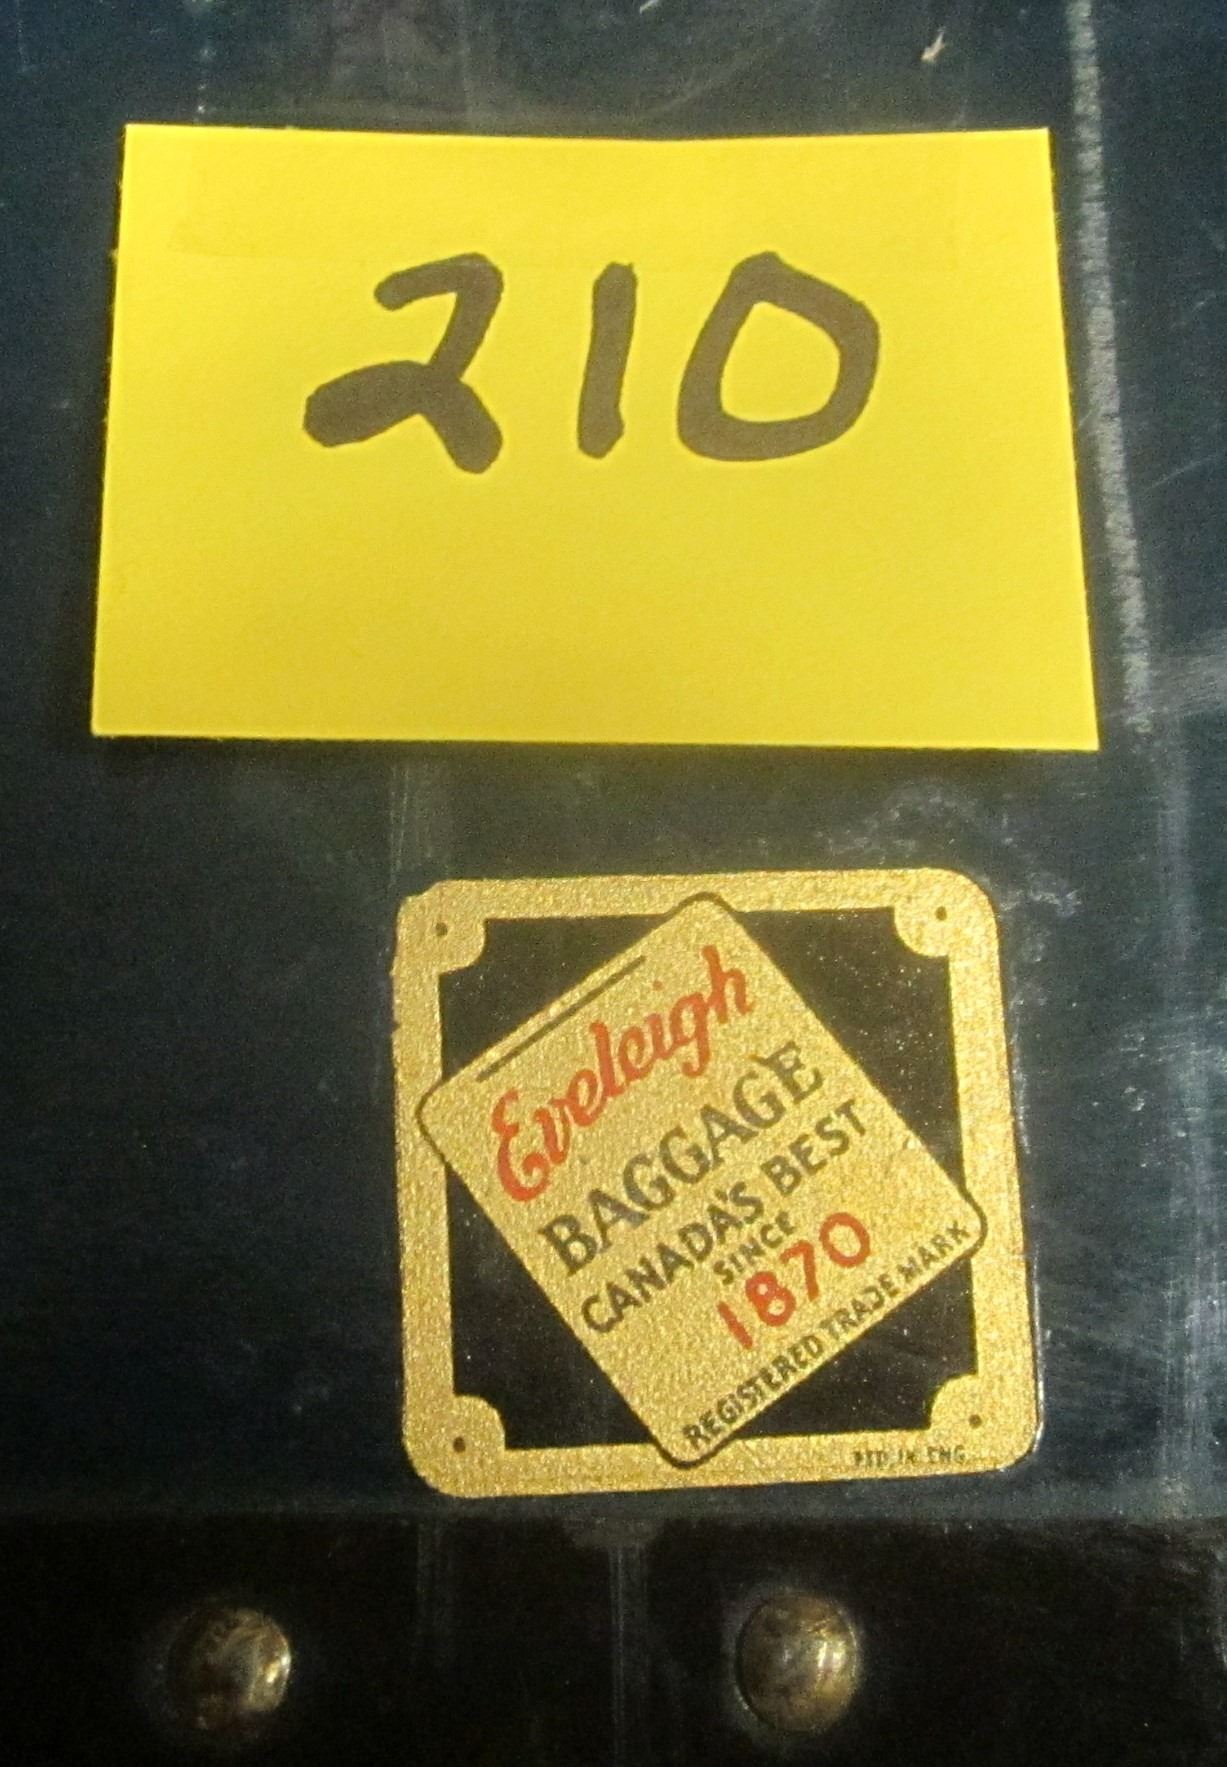 210
Eveleigh
BAGGAGE
CANADA'S BEST
SINCE
1870
REGISTERED TRADE MARK
PTD. IN ENG.